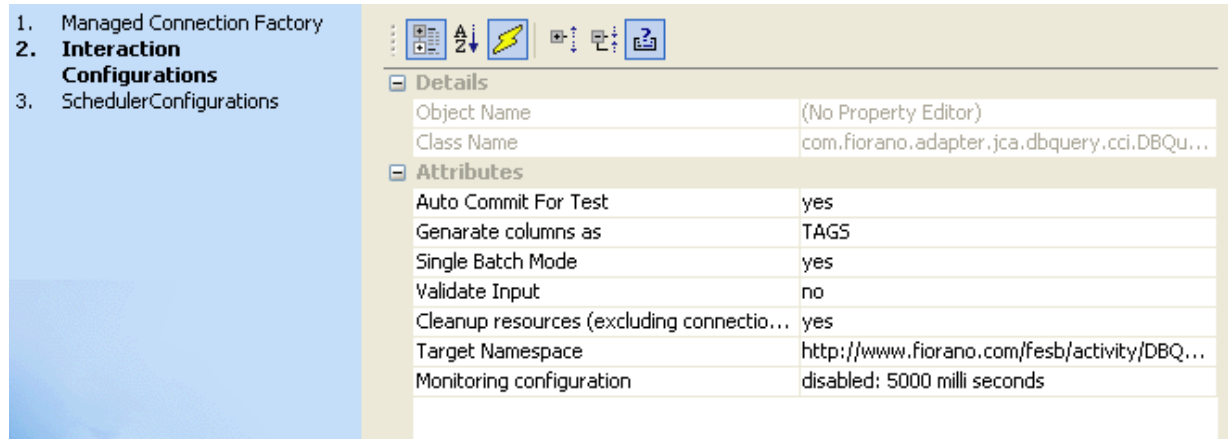 1. Managed Connection Factory
2. Interaction
Configurations
3. SchedulerConfigurations
Details
Object Name (No Property Editor)
Class Name com.fiorano.adapter.jca.dbquery.cci.DBQu...
Attributes
Auto Commit For Test yes
Genarate columns as TAGS
Single Batch Mode yes
Validate Input no
Cleanup resources (excluding connectio... yes
Target Namespace http://www.fiorano.com/fesb/activity/DBQ...
Monitoring configuration disabled: 5000 milli seconds